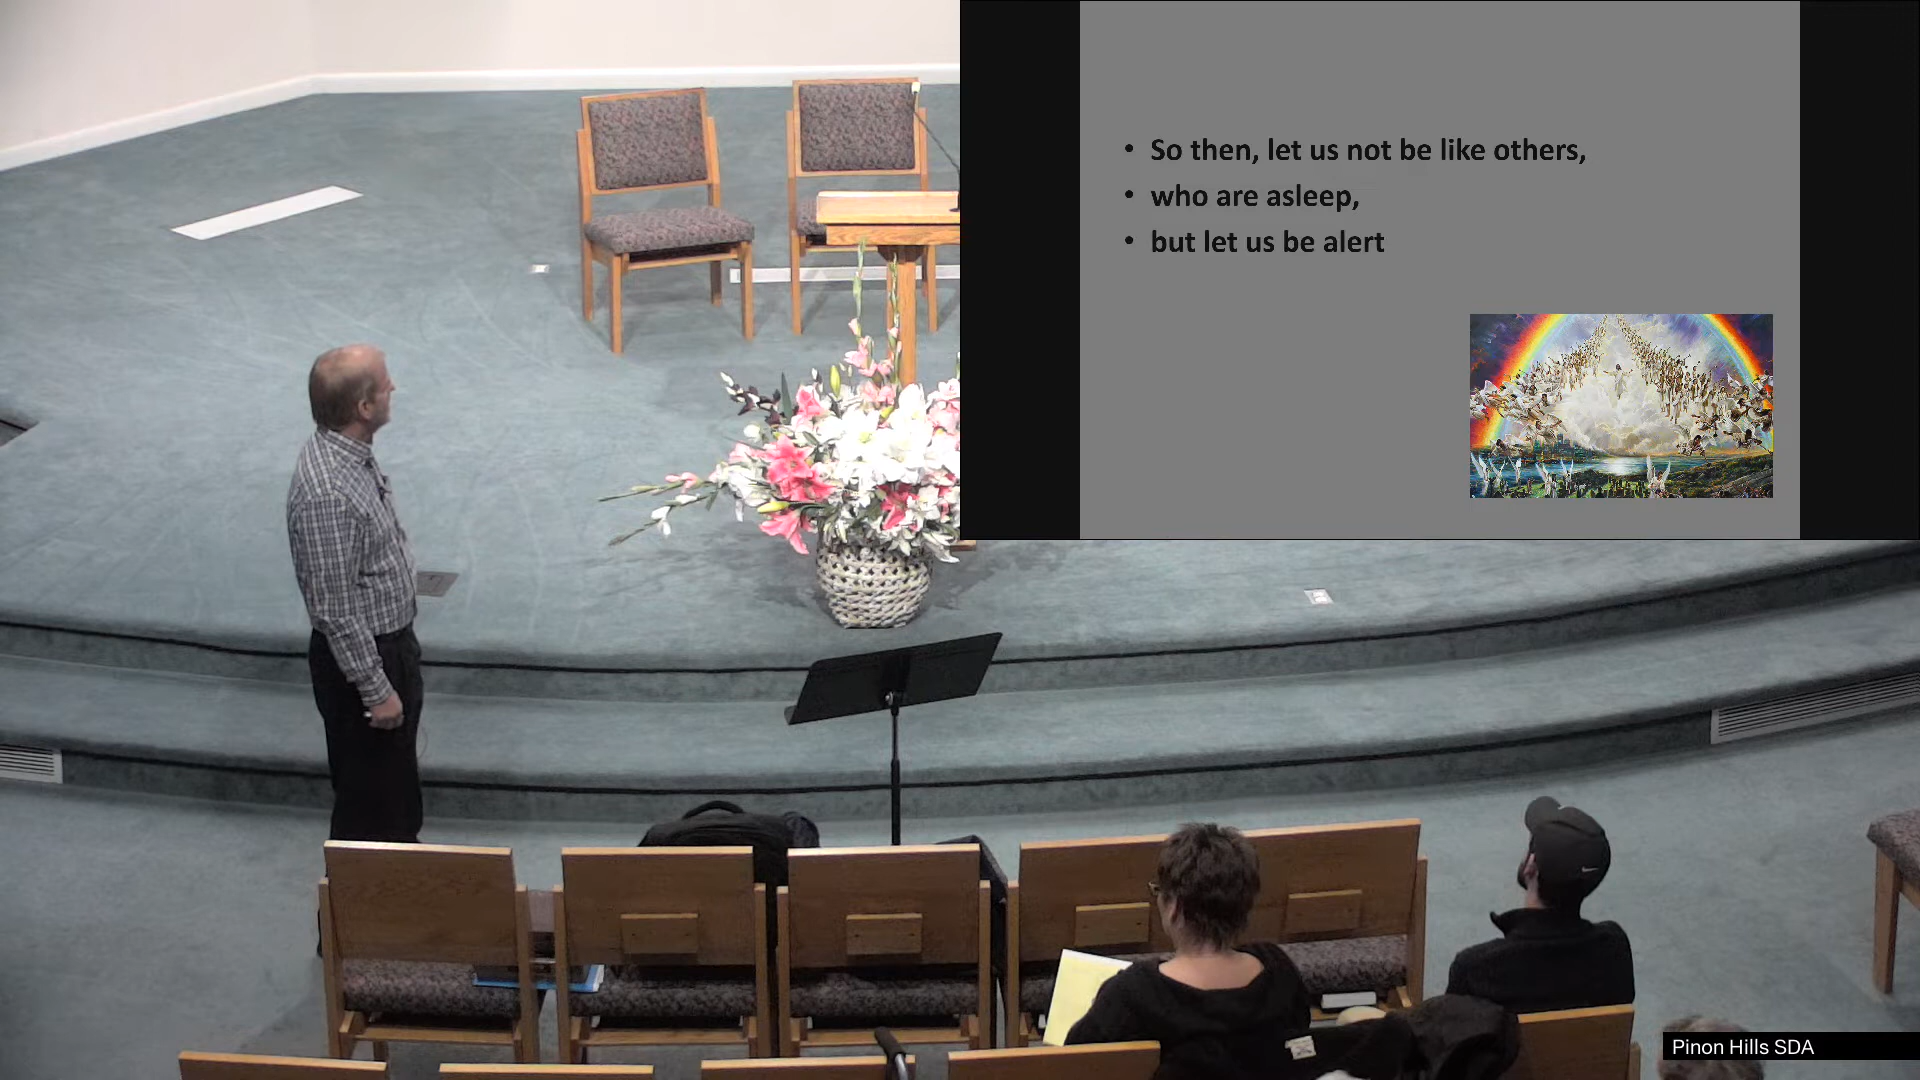 • So then, let us not be like others,
• who are asleep,
• but let us be alert
Pinon Hills SDA